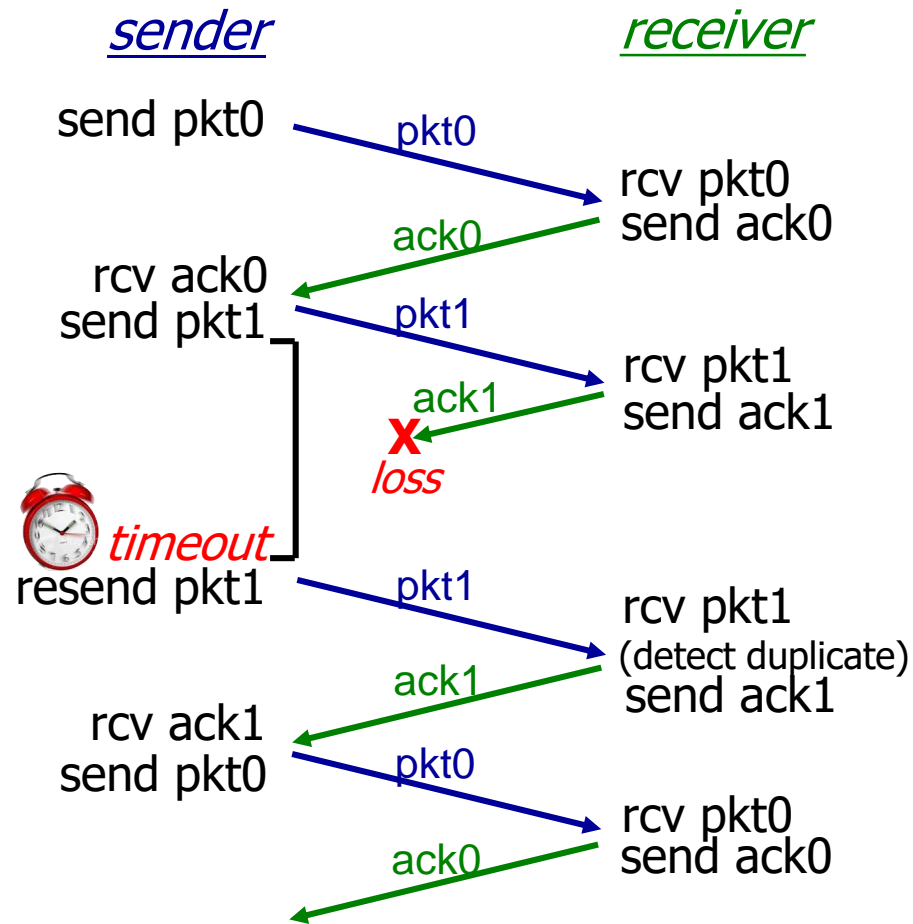 sender
receiver
send pkt0
pkt0
rcv pkt0
send ack0
ack0
rcv ack0
send pkt1
pkt1
rcv pkt1
send ack1
ack1
X
loss
timeout
resend pkt1
pkt1
rcv pkt1
(detect duplicate)
send ack1
ack1
rcv ack1
send pkt0
pkt0
rcv pkt0
send ack0
ack0